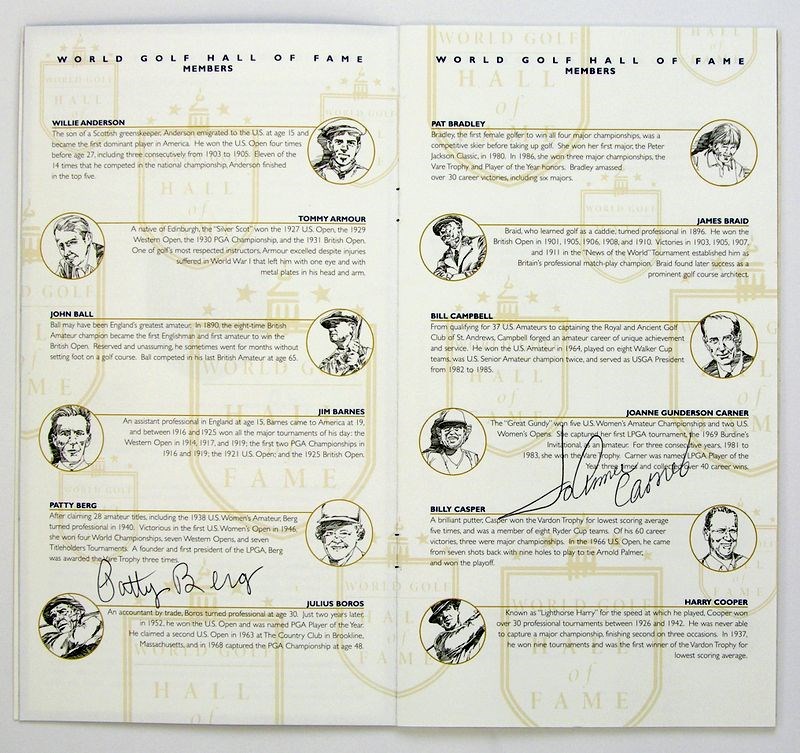 WORLD GOLF HALL OF FAME
MEMBERS
WILLIE ANDERSON
The son of a Scottish greenskeeper, Anderson emigrated to the U.S. at age 15 and
became the first dominant player in America. He won the U.S. Open four times
before age 27, including three consecutively from 1903 to 1905. Eleven of the
14 times that he competed in the national championship, Anderson finished
in the top five.
TOMMY ARMOUR
A native of Edinburgh, the "Silver Scot" won the 1927 U.S. Open, the 1929
Western Open, the 1930 PGA Championship, and the 1931 British Open.
One of golf's most respected instructors, Armour excelled despite injuries
suffered in World War I that left him with one eye and with
metal plates in his head and arm.
JOHN BALL
Ball may have been England's greatest amateur. In 1890, the eight-time British
Amateur champion became the first Englishman and first amateur to win the
British Open. Reserved and unassuming, he sometimes went for months without
setting foot on a golf course. Ball competed in his last British Amateur at age 65.
JIM BARNES
An assistant professional in England at age 15, Barnes came to America at 19,
and between 1916 and 1925 won all the major tournaments of his day: the
Western Open in 1914, 1917, and 1919; the first two PGA Championships in
1916 and 1919; the 1921 U.S. Open; and the 1925 British Open.
PATTY BERG
After claiming 28 amateur titles, including the 1938 U.S. Women's Amateur, Berg
turned professional in 1940. Victorious in the first U.S. Women's Open in 1946,
she won four World Championships, seven Western Opens, and seven
Titleholders Tournaments. A founder and first president of the LPGA, Berg
was awarded the Vare Trophy three times.
Patty Berg
JULIUS BOROS
An accountant by trade, Boros turned professional at age 30. Just two years later,
in 1952, he won the U.S. Open and was named PGA Player of the Year.
He claimed a second U.S. Open in 1963 at The Country Club in Brookline,
Massachusetts, and in 1968 captured the PGA Championship at age 48.
WORLD GOLF HALL OF FAME
MEMBERS
PAT BRADLEY
Bradley, the first female golfer to win all four major championships, was a
competitive skier before taking up golf. She won her first major, the Peter
Jackson Classic, in 1980. In 1986, she won three major championships, the
Vare Trophy and Player of the Year honors. Bradley amassed
over 30 career victories, including six majors.
JAMES BRAID
Braid, who learned golf as a caddie, turned professional in 1896. He won the
British Open in 1901, 1905, 1906, 1908, and 1910. Victories in 1903, 1905, 1907,
and 1911 in the "News of the World" Tournament established him as
Britain's professional match-play champion. Braid found later success as a
prominent golf course architect.
BILL CAMPBELL
From qualifying for 37 U.S. Amateurs to captaining the Royal and Ancient Golf
Club of St. Andrews, Campbell forged an amateur career of unique achievement
and service. He won the U.S. Amateur in 1964, played on eight Walker Cup
teams, was U.S. Senior Amateur champion twice, and served as USGA President
from 1982 to 1985.
JOANNE GUNDERSON CARNER
The "Great Gundy" won five U.S. Women's Amateur Championships and two U.S.
Women's Opens. She captured her first LPGA tournament, the 1969 Burdine's
Invitational, as an amateur. For three consecutive years, 1981 to
1983, she won the Vare Trophy. Carner was named LPGA Player of the
Year three times and collected over 40 career wins.
JoAnne Carner
BILLY CASPER
A brilliant putter, Casper won the Vardon Trophy for lowest scoring average
five times, and was a member of eight Ryder Cup teams. Of his 60 career
victories, three were major championships. In the 1966 U.S. Open, he came
from seven shots back with nine holes to play to tie Arnold Palmer,
and won the playoff.
HARRY COOPER
Known as "Lighthorse Harry" for the speed at which he played, Cooper won
over 30 professional tournaments between 1926 and 1942. He was never able
to capture a major championship, finishing second on three occasions. In 1937,
he won nine tournaments and was the first winner of the Vardon Trophy for
lowest scoring average.